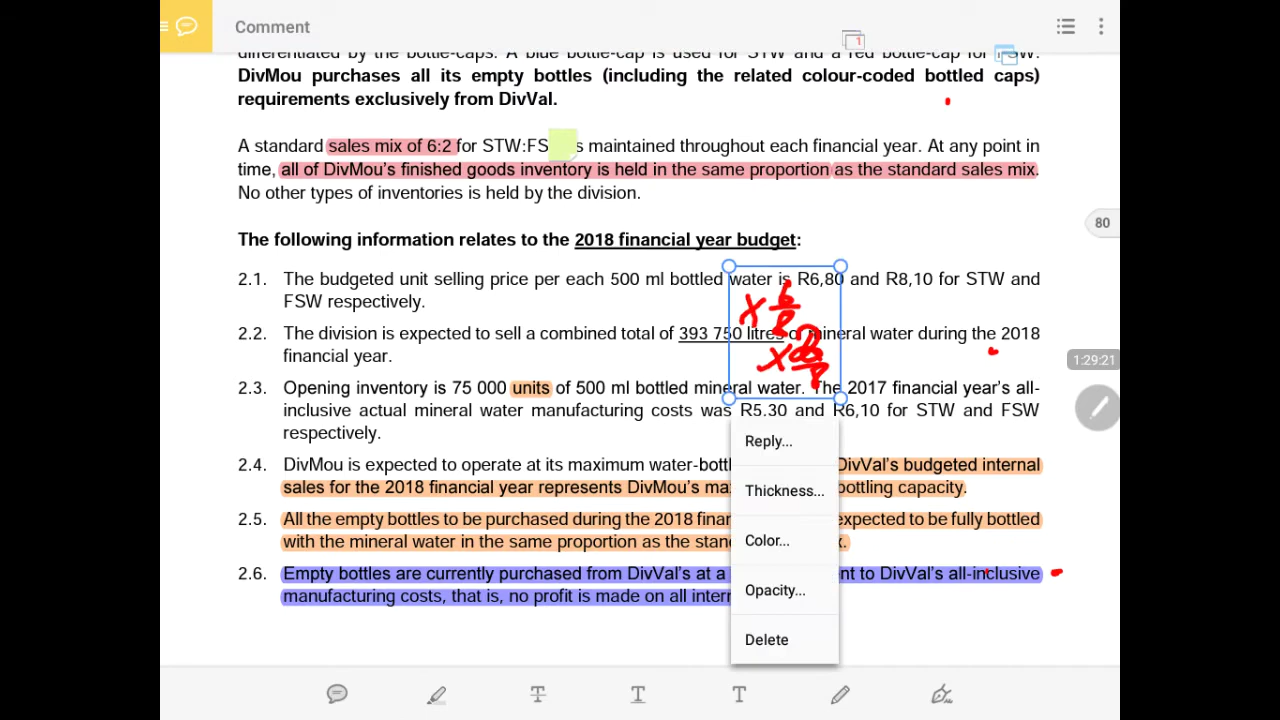 Comment
1
differentiated by the bottle-caps. A blue bottle-cap is used for STW and a red bottle-cap for FSW.
DivMou purchases all its empty bottles (including the related colour-coded bottled caps)
requirements exclusively from DivVal.
A standard sales mix of 6:2 for STW:FS s maintained throughout each financial year. At any point in
time, all of DivMou's finished goods inventory is held in the same proportion as the standard sales mix.
No other types of inventories is held by the division.
80
The following information relates to the 2018 financial year budget:
2.1. The budgeted unit selling price per each 500 ml bottled water is R6,80 and R8,10 for STW and
FSW respectively.
x 6/8
2.2. The division is expected to sell a combined total of 393 750 litres of mineral water during the 2018
financial year.
1:29:21
2.3. Opening inventory is 75 000 units of 500 ml bottled mineral water. The 2017 financial year's all-
inclusive actual mineral water manufacturing costs was R5.30 and R6,10 for STW and FSW
respectively.
Reply...
2.4. DivMou is expected to operate at its maximum water-bott DivVal's budgeted internal
sales for the 2018 financial year represents DivMou's ma bottling capacity.
Thickness...
2.5. All the empty bottles to be purchased during the 2018 finan expected to be fully bottled
with the mineral water in the same proportion as the stan x.
Color...
2.6. Empty bottles are currently purchased from DivVal's at a nt to DivVal's all-inclusive
manufacturing costs, that is, no profit is made on all inter
Opacity...
Delete
T
T
T